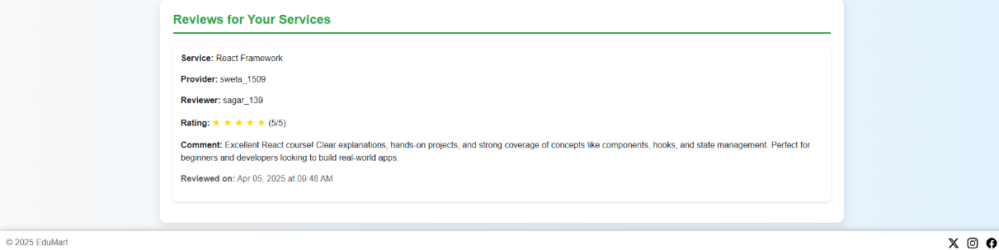 Reviews for Your Services
Service: React Framework
Provider: sweta_1509
Reviewer: sagar_139
Rating: ★ ★ ★ ★ ★ (5/5)
Comment: Excellent React course! Clear explanations, hands-on projects, and strong coverage of concepts like components, hooks, and state management. Perfect for
beginners and developers looking to build real-world apps.
Reviewed on: Apr 05, 2025 at 09:48 AM
© 2025 EduMart